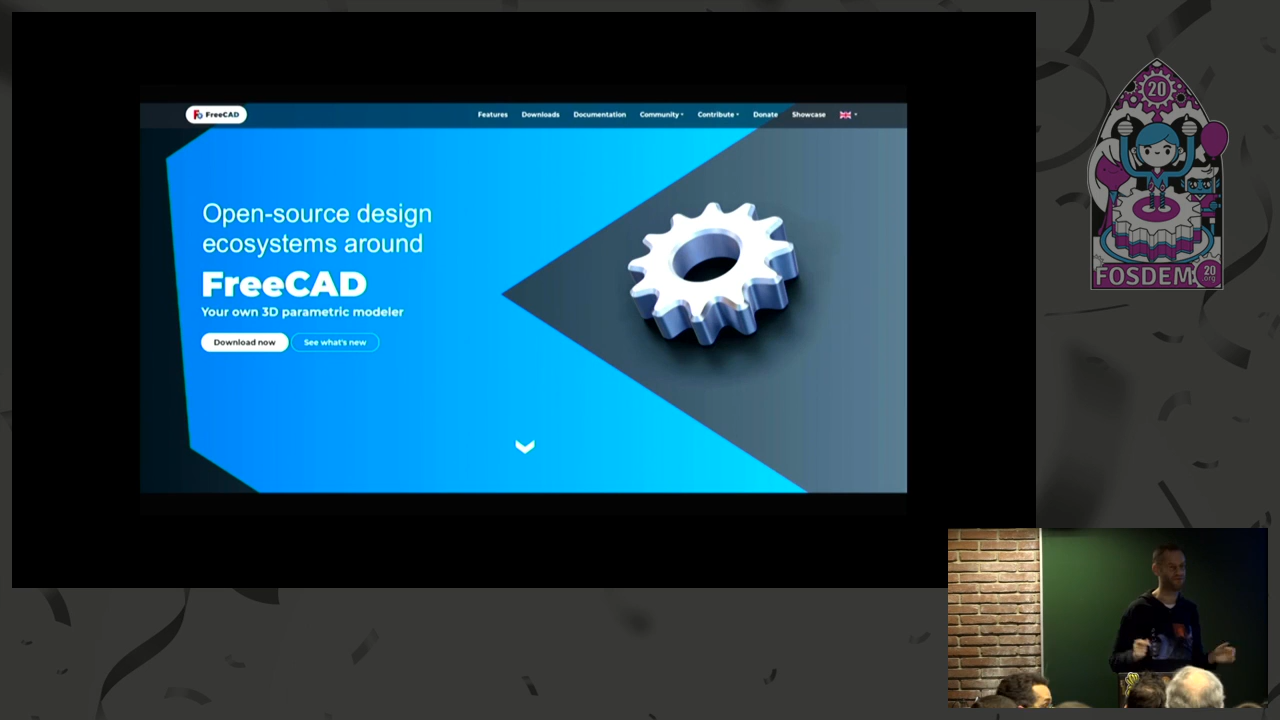 FreeCAD
Features
Downloads
Documentation
Community
Contribute
Donate
Showcase
Open-source design
ecosystems around
FreeCAD
Your own 3D parametric modeler
Download now
See what's new
20
FOSDEM
20
org